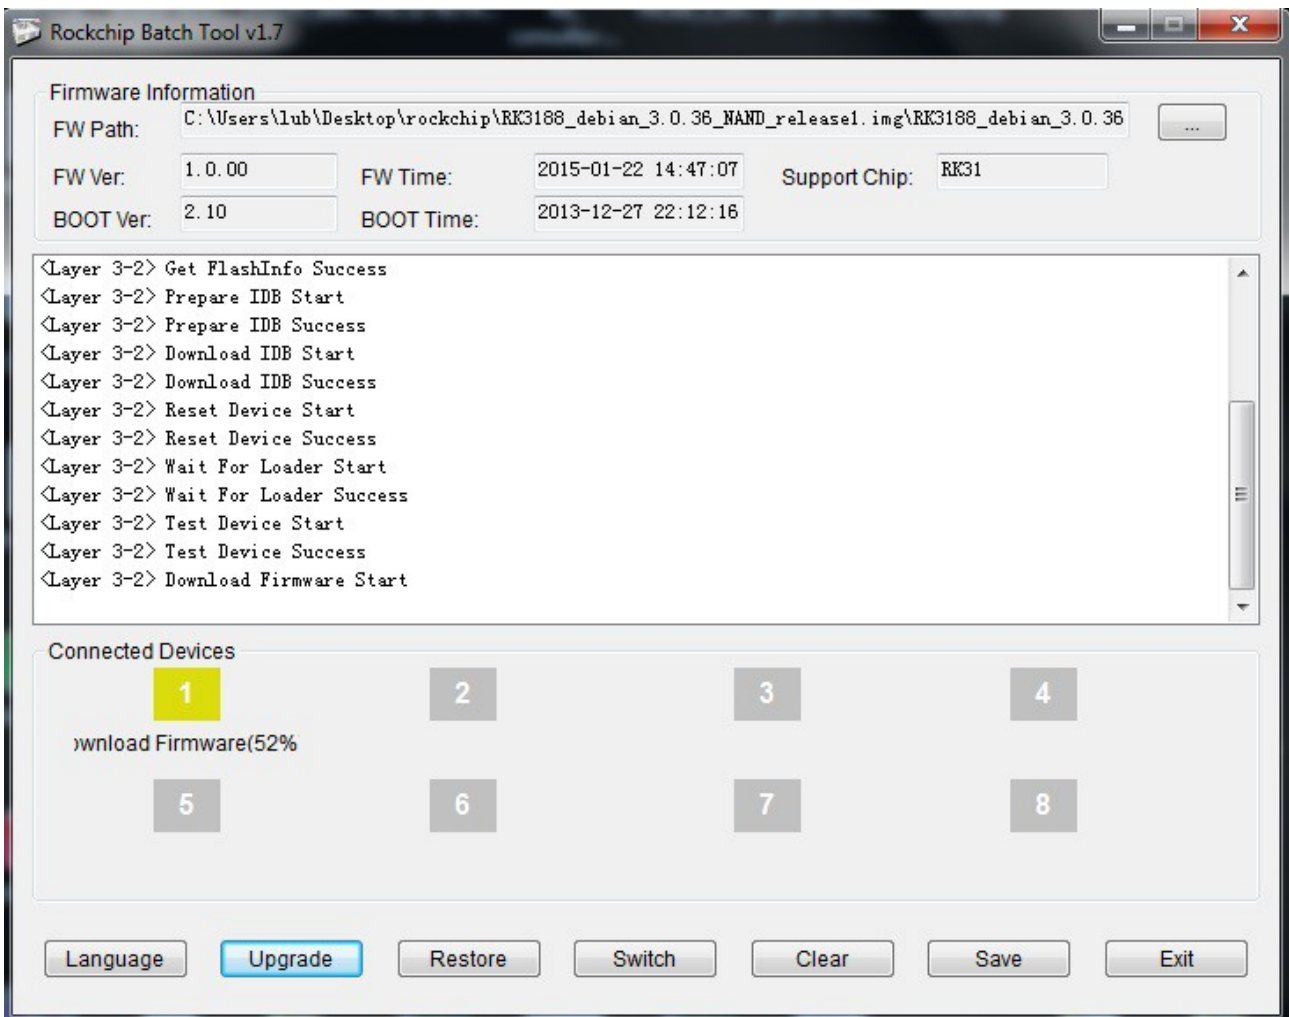 Rockchip Batch Tool v1.7
Firmware Information
FW Path: C:\Users\lub\Desktop\rockchip\RK3188_debian_3.0.36_NAND_release1.img\RK3188_debian_3.0.36 ...
FW Ver: 1.0.00 FW Time: 2015-01-22 14:47:07 Support Chip: RK31
BOOT Ver: 2.10 BOOT Time: 2013-12-27 22:12:16
<Layer 3-2> Get FlashInfo Success
<Layer 3-2> Prepare IDB Start
<Layer 3-2> Prepare IDB Success
<Layer 3-2> Download IDB Start
<Layer 3-2> Download IDB Success
<Layer 3-2> Reset Device Start
<Layer 3-2> Reset Device Success
<Layer 3-2> Wait For Loader Start
<Layer 3-2> Wait For Loader Success
<Layer 3-2> Test Device Start
<Layer 3-2> Test Device Success
<Layer 3-2> Download Firmware Start
Connected Devices
1 2 3 4
ownload Firmware(52%
5 6 7 8
Language Upgrade Restore Switch Clear Save Exit